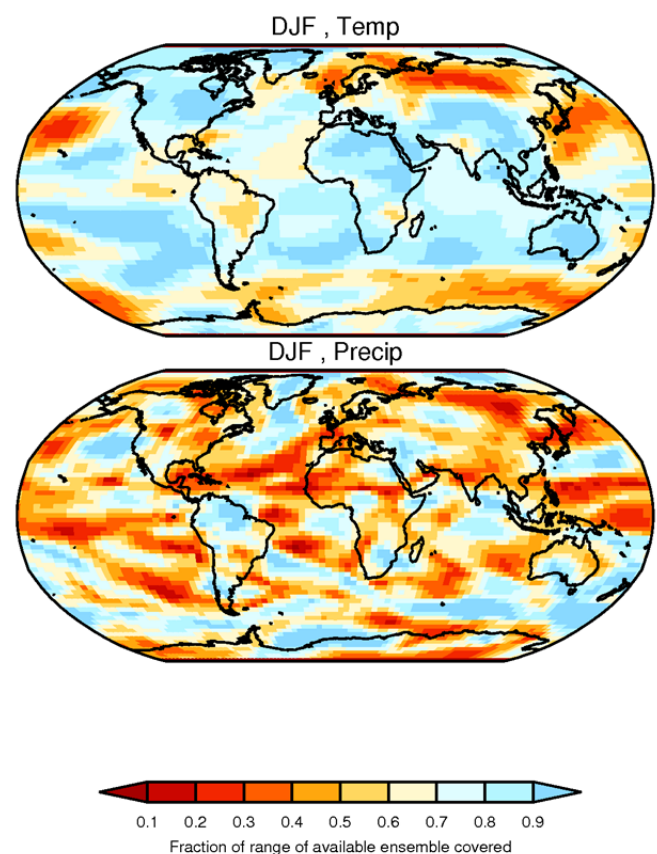 DJF , Temp
DJF , Precip
0.1 0.2 0.3 0.4 0.5 0.6 0.7 0.8 0.9
Fraction of range of available ensemble covered